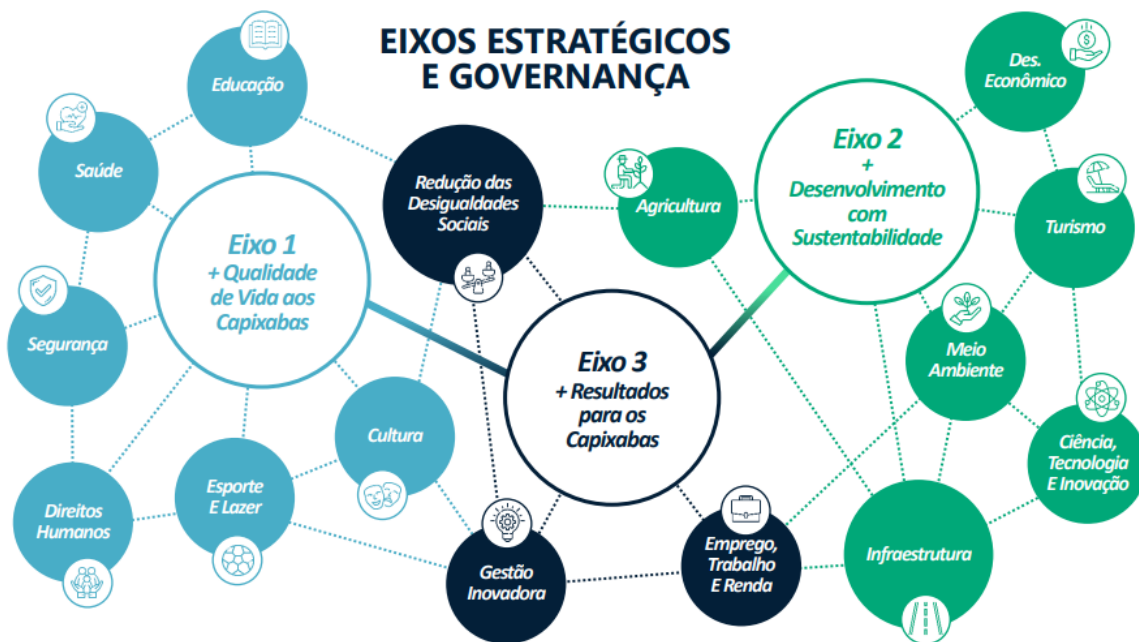 EIXOS ESTRATÉGICOS
E GOVERNANÇA
Educação
Saúde
Eixo 1
+ Qualidade
de Vida aos
Capixabas
Segurança
Direitos
Humanos
Esporte
E Lazer
Cultura
Redução das
Desigualdades
Sociais
Eixo 3
+ Resultados
para os
Capixabas
Gestão
Inovadora
Emprego,
Trabalho
E Renda
Agricultura
Eixo 2
+
Desenvolvimento
com
Sustentabilidade
Des.
Econômico
Turismo
Meio
Ambiente
Ciência,
Tecnologia
E Inovação
Infraestrutura